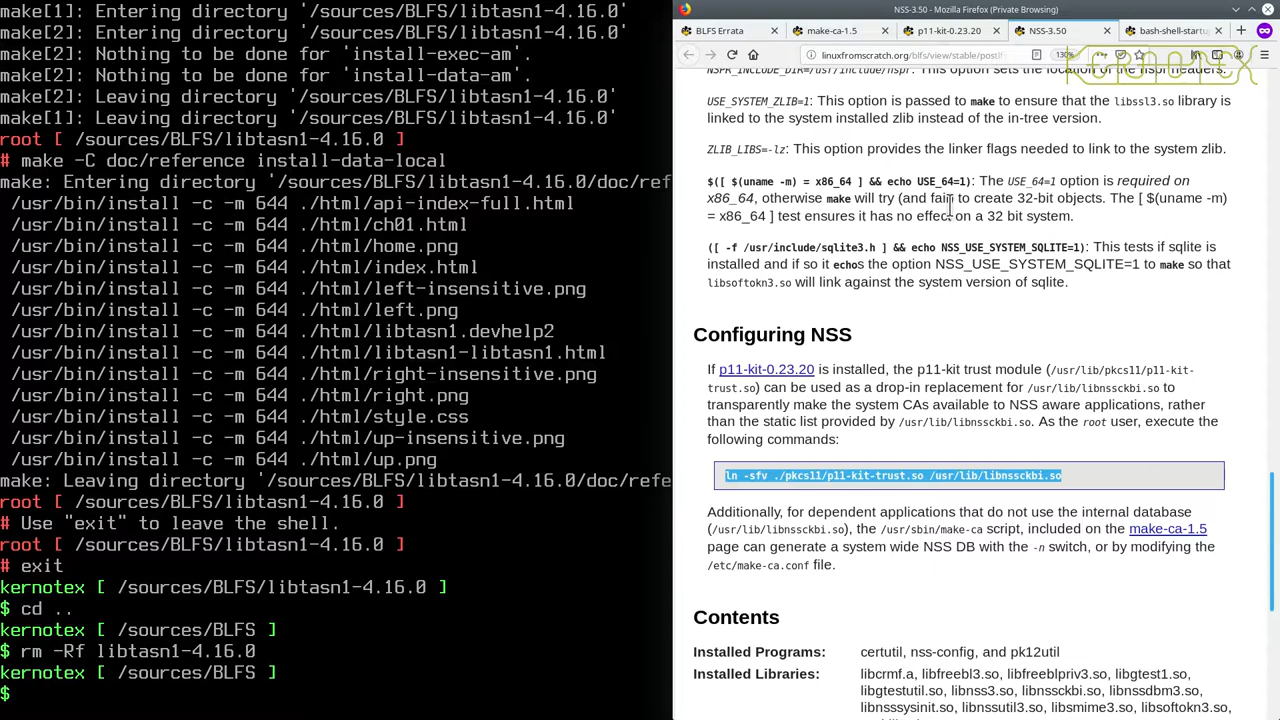 make[1]: Entering directory '/sources/BLFS/libtasn1-4.16.0'
make[2]: Entering directory '/sources/BLFS/libtasn1-4.16.0'
make[2]: Nothing to be done for 'install-exec-am'.
make[2]: Nothing to be done for 'install-data-am'.
make[2]: Leaving directory '/sources/BLFS/libtasn1-4.16.0'
make[1]: Leaving directory '/sources/BLFS/libtasn1-4.16.0'
root [ /sources/BLFS/libtasn1-4.16.0 ]
# make -C doc/reference install-data-local
make: Entering directory '/sources/BLFS/libtasn1-4.16.0/doc/ref
/usr/bin/install -c -m 644 ./html/api-index-full.html
/usr/bin/install -c -m 644 ./html/ch01.html
/usr/bin/install -c -m 644 ./html/home.png
/usr/bin/install -c -m 644 ./html/index.html
/usr/bin/install -c -m 644 ./html/left-insensitive.png
/usr/bin/install -c -m 644 ./html/left.png
/usr/bin/install -c -m 644 ./html/libtasn1.devhelp2
/usr/bin/install -c -m 644 ./html/libtasn1-libtasn1.html
/usr/bin/install -c -m 644 ./html/right-insensitive.png
/usr/bin/install -c -m 644 ./html/right.png
/usr/bin/install -c -m 644 ./html/style.css
/usr/bin/install -c -m 644 ./html/up-insensitive.png
/usr/bin/install -c -m 644 ./html/up.png
make: Leaving directory '/sources/BLFS/libtasn1-4.16.0/doc/refe
root [ /sources/BLFS/libtasn1-4.16.0 ]
# Use "exit" to leave the shell.
root [ /sources/BLFS/libtasn1-4.16.0 ]
# exit
kernotex [ /sources/BLFS/libtasn1-4.16.0 ]
$ cd ..
kernotex [ /sources/BLFS ]
$ rm -Rf libtasn1-4.16.0
kernotex [ /sources/BLFS ]
$
NSS-3.50 - Mozilla Firefox (Private Browsing)
BLFS Errata
make-ca-1.5
p11-kit-0.23.20
NSS-3.50
bash-shell-startu
linuxfromscratch.org/blfs/view/stable/postlf
130%
KERNOTEX
NSPR_INCLUDE_DIR=/usr/include/nspr: This option sets the location of the nspr headers.
USE_SYSTEM_ZLIB=1: This option is passed to make to ensure that the libssl3.so library is
linked to the system installed zlib instead of the in-tree version.
ZLIB_LIBS=-lz: This option provides the linker flags needed to link to the system zlib.
$([ $(uname -m) = x86_64 ] && echo USE_64=1): The USE_64=1 option is required on
x86_64, otherwise make will try (and fail) to create 32-bit objects. The [ $(uname -m)
= x86_64 ] test ensures it has no effect on a 32 bit system.
([ -f /usr/include/sqlite3.h ] && echo NSS_USE_SYSTEM_SQLITE=1): This tests if sqlite is
installed and if so it echos the option NSS_USE_SYSTEM_SQLITE=1 to make so that
libsoftokn3.so will link against the system version of sqlite.
Configuring NSS
If p11-kit-0.23.20 is installed, the p11-kit trust module (/usr/lib/pkcs11/p11-kit-
trust.so) can be used as a drop-in replacement for /usr/lib/libnssckbi.so to
transparently make the system CAs available to NSS aware applications, rather
than the static list provided by /usr/lib/libnssckbi.so. As the root user, execute the
following commands:
ln -sfv ./pkcs11/p11-kit-trust.so /usr/lib/libnssckbi.so
Additionally, for dependent applications that do not use the internal database
(/usr/lib/libnssckbi.so), the /usr/sbin/make-ca script, included on the make-ca-1.5
page can generate a system wide NSS DB with the -n switch, or by modifying the
/etc/make-ca.conf file.
Contents
Installed Programs: certutil, nss-config, and pk12util
Installed Libraries: libcrmf.a, libfreebl3.so, libfreeblpriv3.so, libgtest1.so,
libgtestutil.so, libnss3.so, libnssckbi.so, libnssdbm3.so,
libnsssysinit.so, libnssutil3.so, libsmime3.so, libsoftokn3.so,